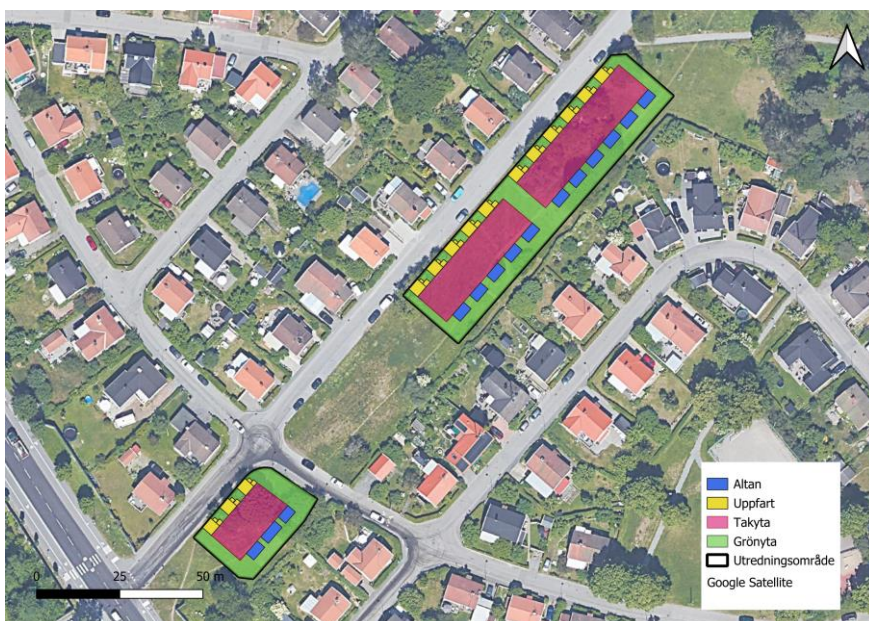 Altan
Uppfart
Takyta
Grönyta
Utredningsområde
Google Satellite
0 25 50 m